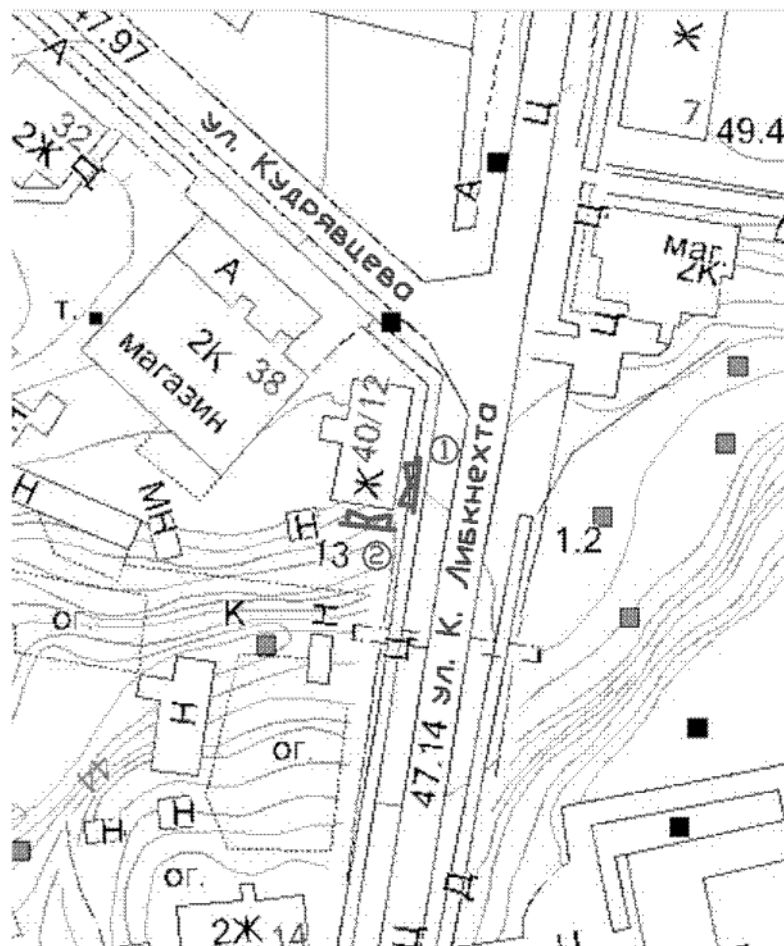 47.97
А
Ж
7
49.4
2Ж
32
Д
ул. Кудрявцева
Ц
А
А
маг.
2К
Ц
Ц
т.
2К
38
магазин
40/12
Ж
1
К
Н
МН
Н
13
2
ул. К. Либкнехта
1.2
ог.
К
Н
Ц
Н
ог.
47.14
44
Н
Н
ог.
Д
2Ж
14
Ц
Ц